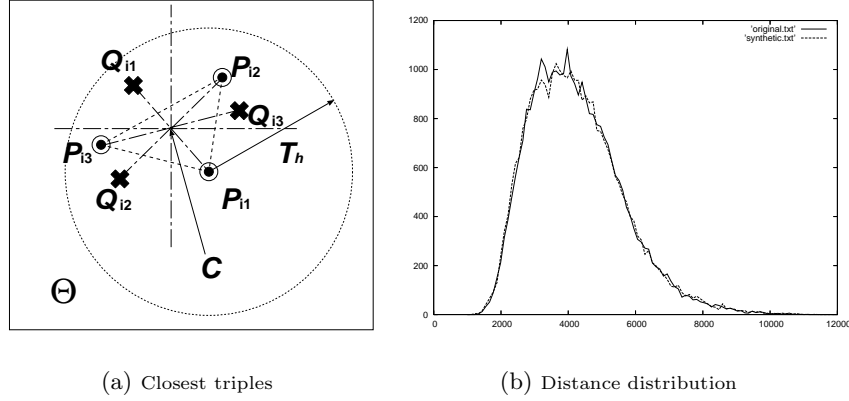 Q i1
P i2
Q i3
P i3
T h
Q i2
P i1
C
Θ
(a) Closest triples
1200
1000
800
600
400
200
0
0 2000 4000 6000 8000 10000 12000
'original.txt'
'synthetic.txt'
(b) Distance distribution